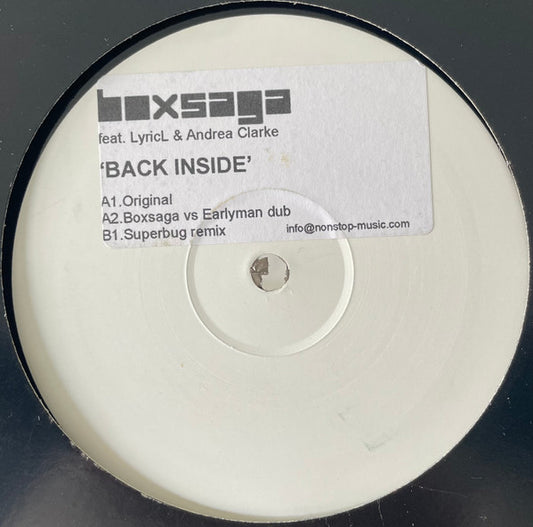 boxsaga
feat. LyricL & Andrea Clarke
‘BACK INSIDE’
A1.Original
A2.Boxsaga vs Earlyman dub
B1.Superbug remix info@nonstop-music.com